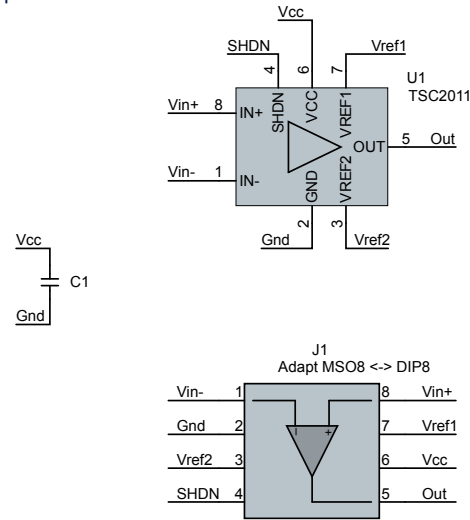 Vcc
SHDN Vref1
4 6 7
U1
TSC2011
SHDN VCC VREF1
Vin+ 8 IN+
OUT 5 Out
Vin- 1 IN-
GND VREF2
2 3
Gnd Vref2
Vcc
C1
Gnd
J1
Adapt MSO8 <-> DIP8
Vin- 1 8 Vin+
- +
Gnd 2 7 Vref1
Vref2 3 6 Vcc
SHDN 4 5 Out